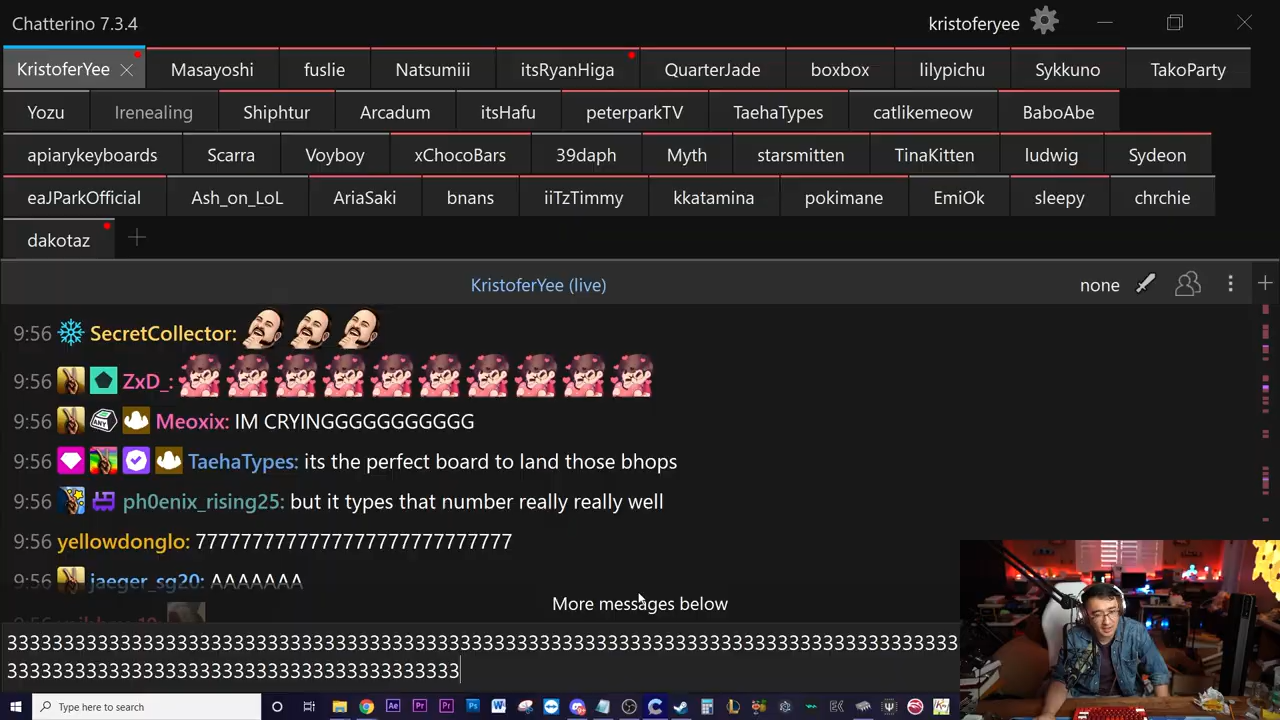 Chatterino 7.3.4
kristoferyee
KristoferYee Masayoshi fuslie Natsumiii itsRyanHiga QuarterJade boxbox lilypichu Sykkuno TakoParty
Yozu Irenealing Shiphtur Arcadum itsHafu peterparkTV TaehaTypes catlikemeow BaboAbe
apiarykeyboards Scarra Voyboy xChocoBars 39daph Myth starsmitten TinaKitten ludwig Sydeon
eaJParkOfficial Ash_on_LoL AriaSaki bnans iiTzTimmy kkatamina pokimane EmiOk sleepy chrchie
dakotaz
KristoferYee (live)
none
9:56 SecretCollector:
9:56 ZxD_:
9:56 Meoxix: IM CRYINGGGGGGGGGGG
9:56 TaehaTypes: its the perfect board to land those bhops
9:56 ph0enix_rising25: but it types that number really really well
9:56 yellowdonglo: 7777777777777777777777777777
9:56 jaeger_sg20: AAAAAAA
More messages below
333333333333333333333333333333333333333333333333333333333333333333333333333333333333
3333333333333333333333333333333333333333
Type here to search